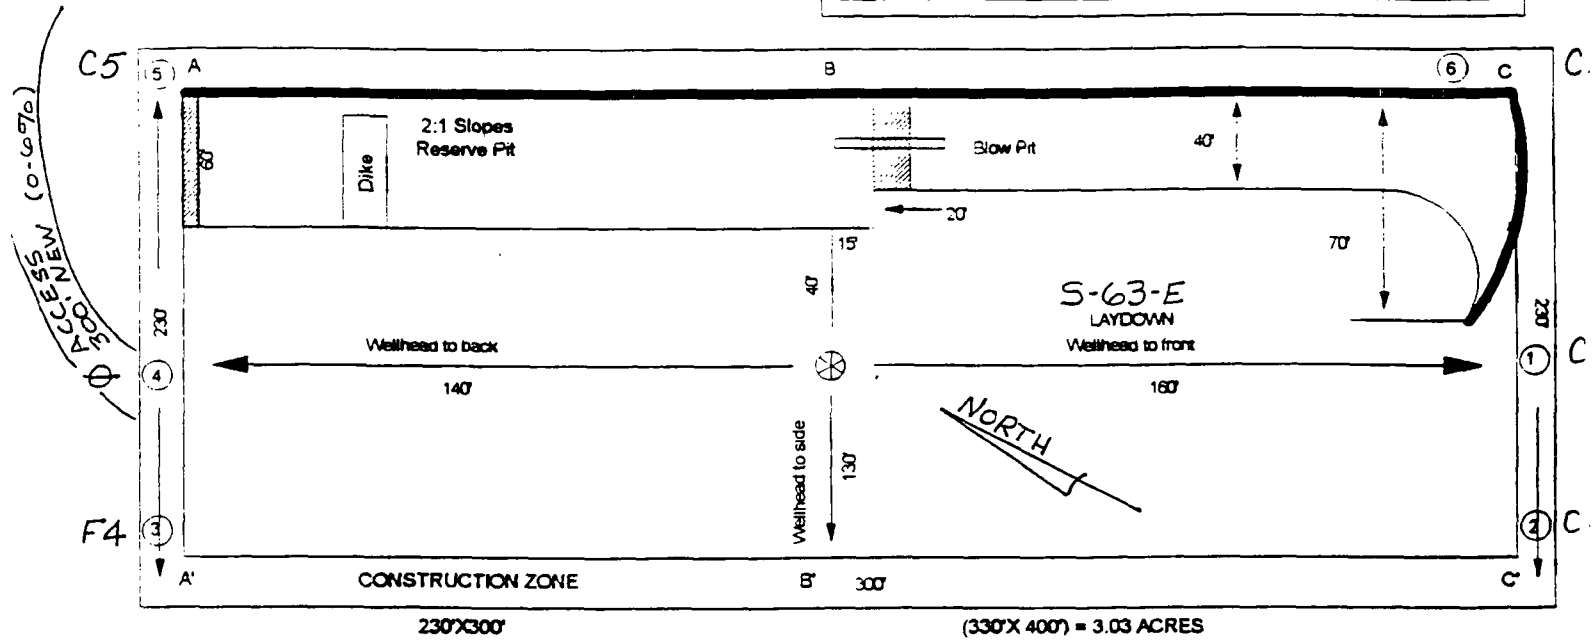 C5
5
A
B
6
C
C
2:1 Slopes
Reserve Pit
60'
Dike
Blow Pit
40'
20'
15'
70'
40'
ACCESS (0-6%)
300' NEW
230'
S-63-E
LAYDOWN
230'
Wellhead to back
Wellhead to front
4
1
C
140'
160'
NORTH
Wellhead to side
130'
F4
3
2
C
A'
CONSTRUCTION ZONE
B'
300'
C'
230'X300'
(330'X 400') = 3.03 ACRES